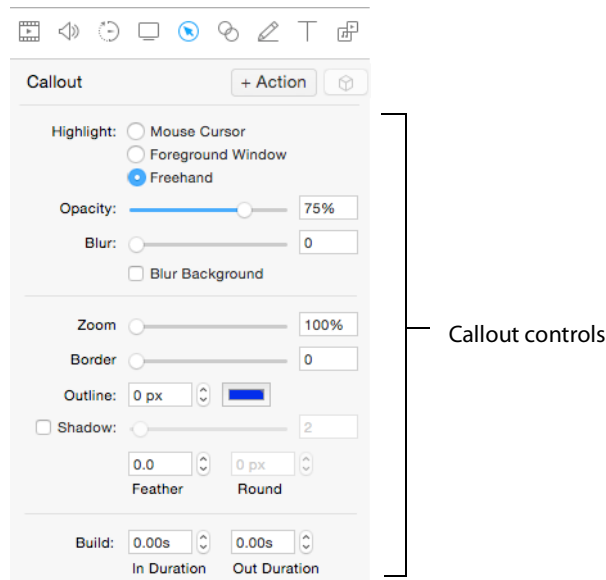 Callout + Action
Highlight: Mouse Cursor
Foreground Window
Freehand
Opacity: 75%
Blur: 0
Blur Background
Zoom 100%
Border 0
Outline: 0 px
Shadow: 2
0.0 0 px
Feather Round
Build: 0.00s 0.00s
In Duration Out Duration
Callout controls